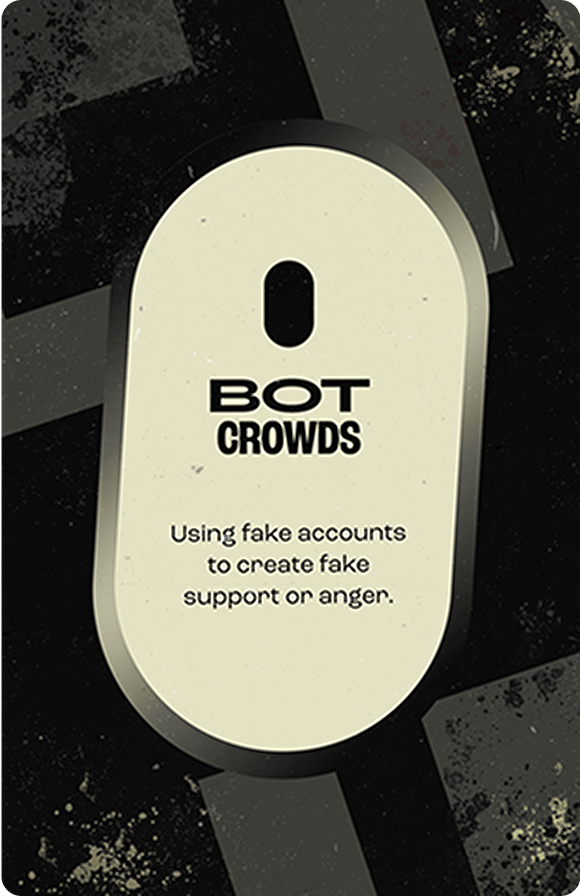 BOT
CROWDS
Using fake accounts
to create fake
support or anger.